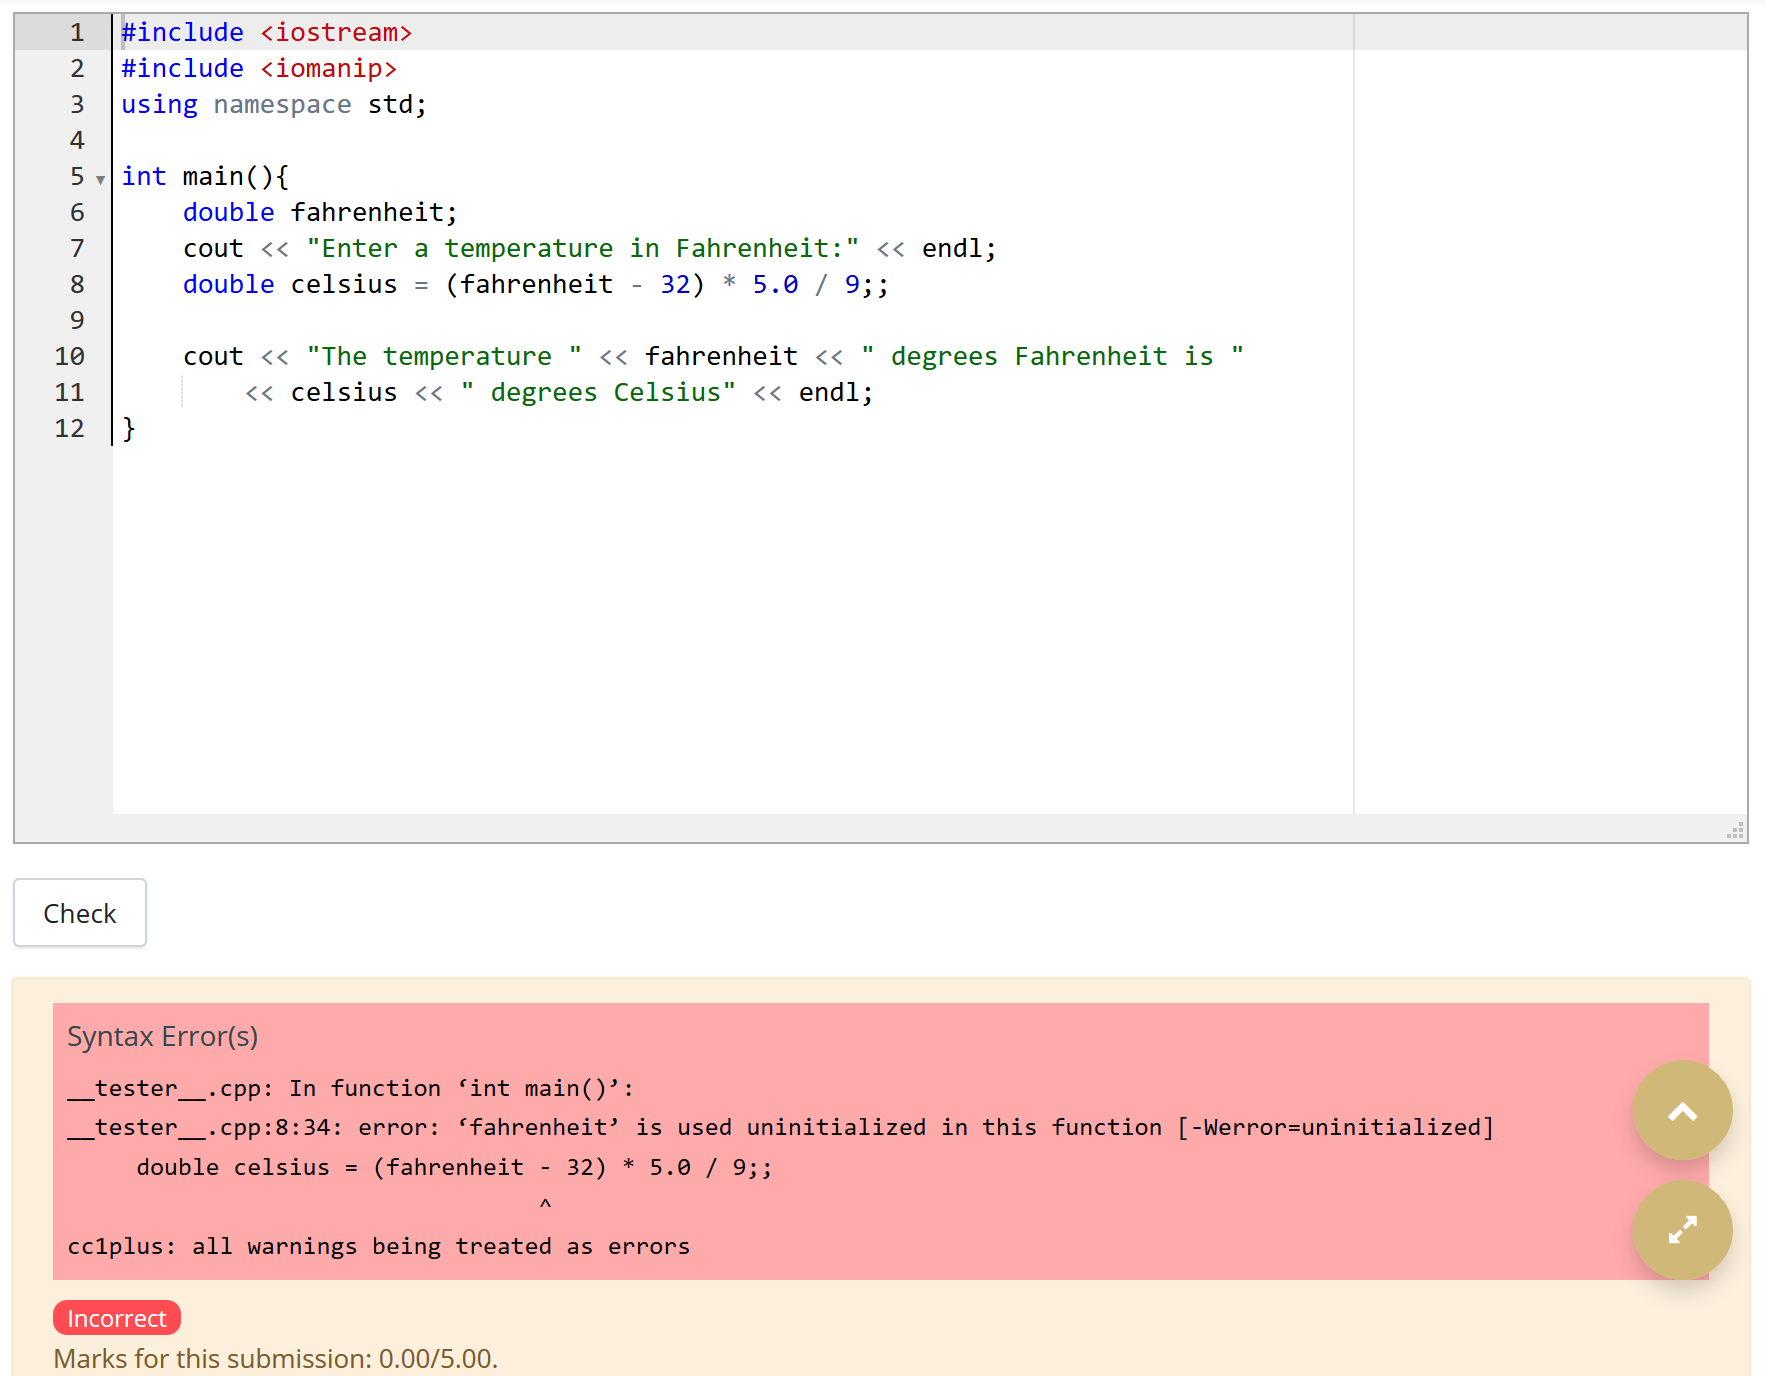 1 #include <iostream>
2 #include <iomanip>
3 using namespace std;
4
5 int main(){
6     double fahrenheit;
7     cout << "Enter a temperature in Fahrenheit:" << endl;
8     double celsius = (fahrenheit - 32) * 5.0 / 9;;
9
10     cout << "The temperature " << fahrenheit << " degrees Fahrenheit is "
11         << celsius << " degrees Celsius" << endl;
12 }
Check
Syntax Error(s)
__tester__.cpp: In function ‘int main()’:
__tester__.cpp:8:34: error: ‘fahrenheit’ is used uninitialized in this function [-Werror=uninitialized]
     double celsius = (fahrenheit - 32) * 5.0 / 9;;
                                  ^
cc1plus: all warnings being treated as errors
Incorrect
Marks for this submission: 0.00/5.00.